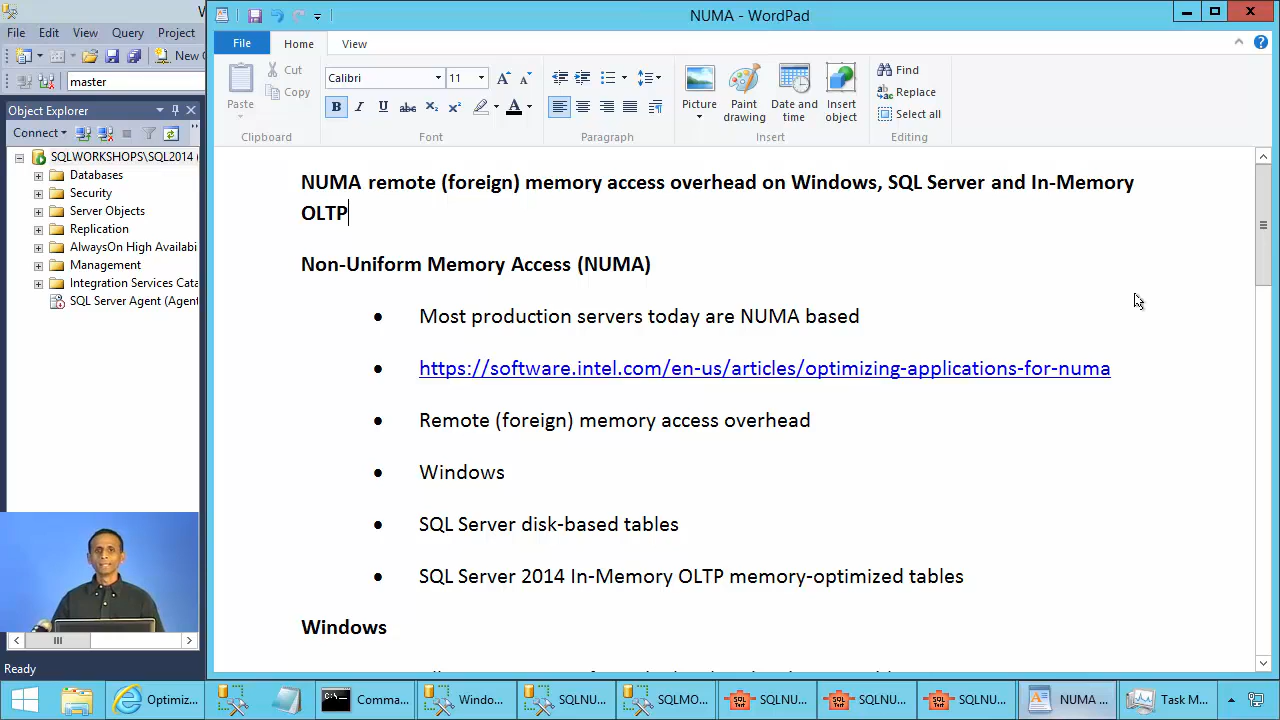 W
NUMA - WordPad
File Edit View Query Project
File Home View
New
Calibri 11
Cut
Copy
Paste
Picture
Paint drawing
Date and time
Insert object
Find
Replace
Select all
master
Clipboard Font Paragraph Insert Editing
Object Explorer
Connect
SQLWORKSHOPS\SQL2014 (
Databases
Security
Server Objects
Replication
AlwaysOn High Availabi
Management
Integration Services Cata
SQL Server Agent (Agent
NUMA remote (foreign) memory access overhead on Windows, SQL Server and In-Memory
OLTP
Non-Uniform Memory Access (NUMA)
• Most production servers today are NUMA based
• https://software.intel.com/en-us/articles/optimizing-applications-for-numa
• Remote (foreign) memory access overhead
• Windows
• SQL Server disk-based tables
• SQL Server 2014 In-Memory OLTP memory-optimized tables
Windows
Ready
Optimiz... Comma... Windo... SQLNU... SQLMO... SQLNU... SQLNU... SQLNU... NUMA ... Task M...